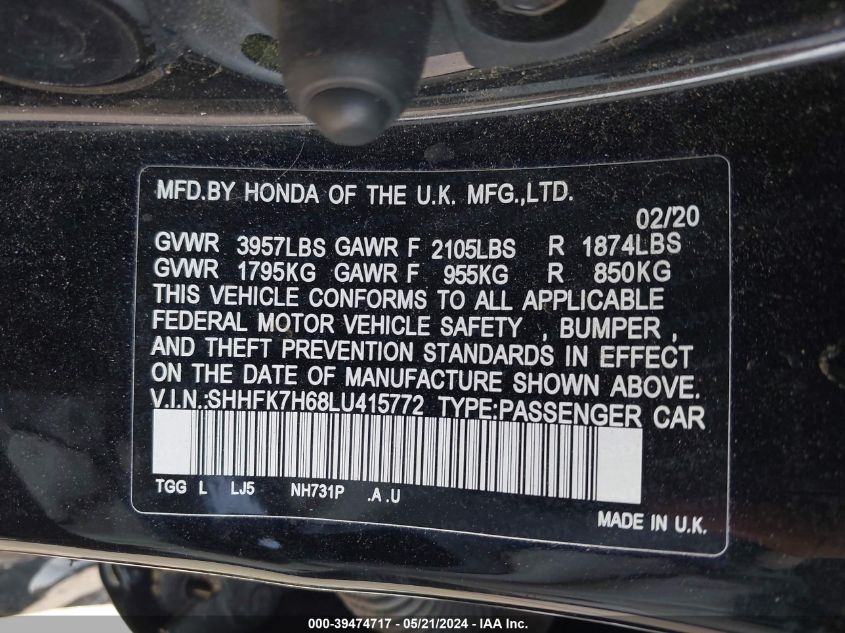 MFD.BY HONDA OF THE U.K. MFG.,LTD.
02/20
GVWR 3957LBS GAWR F 2105LBS R 1874LBS
GVWR 1795KG GAWR F 955KG R 850KG
THIS VEHICLE CONFORMS TO ALL APPLICABLE
FEDERAL MOTOR VEHICLE SAFETY , BUMPER ,
AND THEFT PREVENTION STANDARDS IN EFFECT
ON THE DATE OF MANUFACTURE SHOWN ABOVE.
V.I.N.:SHHFK7H68LU415772 TYPE:PASSENGER CAR
TGG L LJ5 NH731P .A .U
MADE IN U.K.
000-39474717 - 05/21/2024 - IAA Inc.